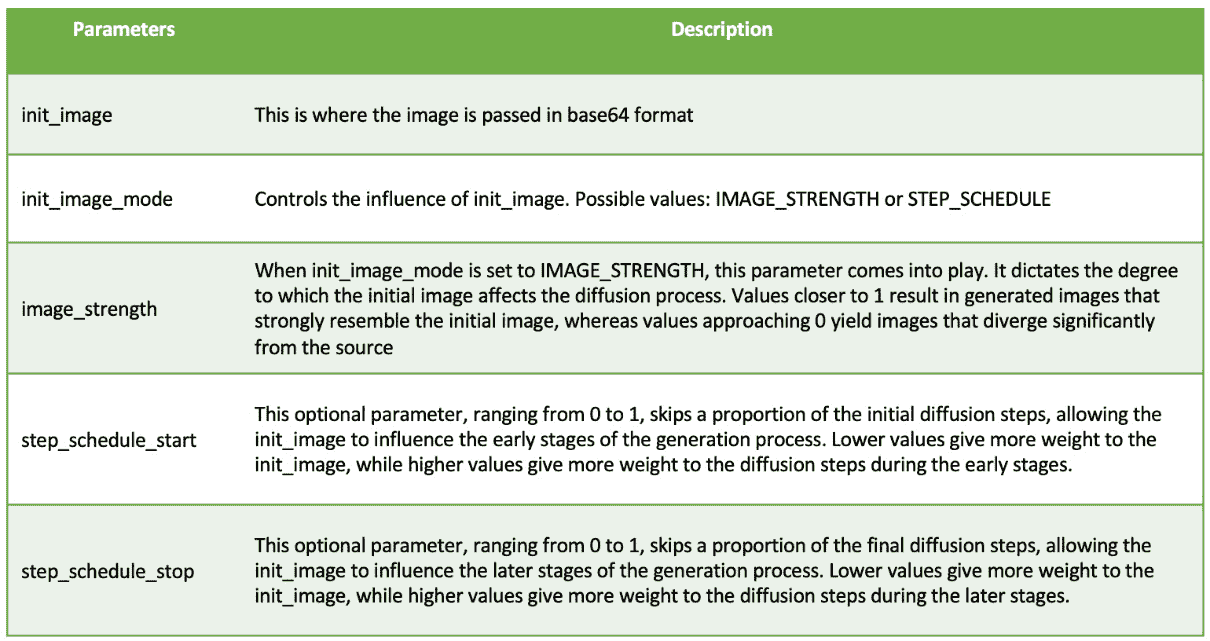 Parameters
Description
init_image
This is where the image is passed in base64 format
init_image_mode
Controls the influence of init_image. Possible values: IMAGE_STRENGTH or STEP_SCHEDULE
image_strength
When init_image_mode is set to IMAGE_STRENGTH, this parameter comes into play. It dictates the degree
to which the initial image affects the diffusion process. Values closer to 1 result in generated images that
strongly resemble the initial image, whereas values approaching 0 yield images that diverge significantly
from the source
step_schedule_start
This optional parameter, ranging from 0 to 1, skips a proportion of the initial diffusion steps, allowing the
init_image to influence the early stages of the generation process. Lower values give more weight to the
init_image, while higher values give more weight to the diffusion steps during the early stages.
step_schedule_stop
This optional parameter, ranging from 0 to 1, skips a proportion of the final diffusion steps, allowing the
init_image to influence the later stages of the generation process. Lower values give more weight to the
init_image, while higher values give more weight to the diffusion steps during the later stages.